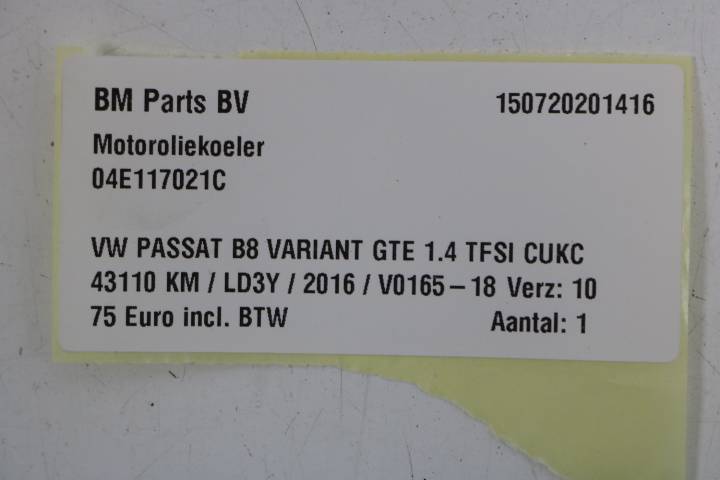 BM Parts BV 150720201416
Motoroliekoeler
04E117021C
VW PASSAT B8 VARIANT GTE 1.4 TFSI CUKC
43110 KM / LD3Y / 2016 / V0165-18 Verz: 10
75 Euro incl. BTW Aantal: 1